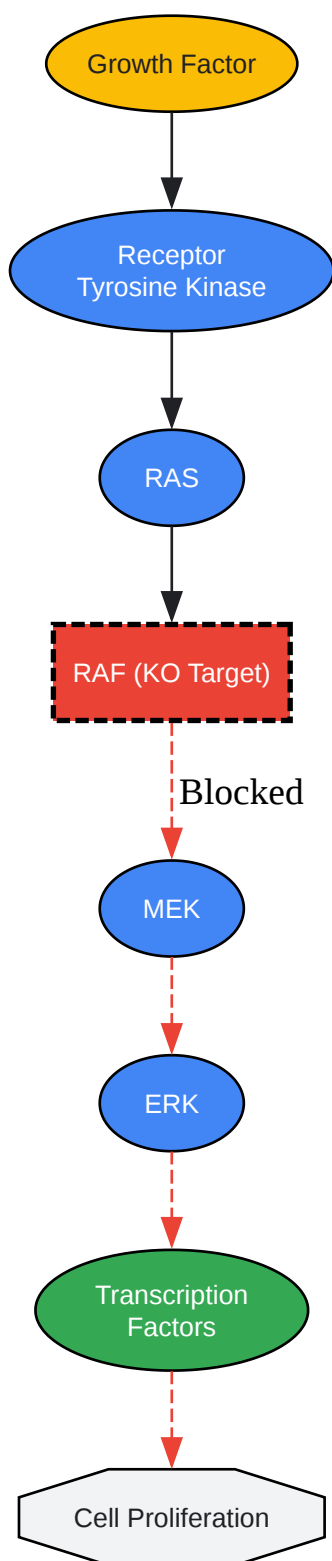 Growth Factor
Receptor
Tyrosine Kinase
RAS
RAF (KO Target)
Blocked
MEK
ERK
Transcription
Factors
Cell Proliferation